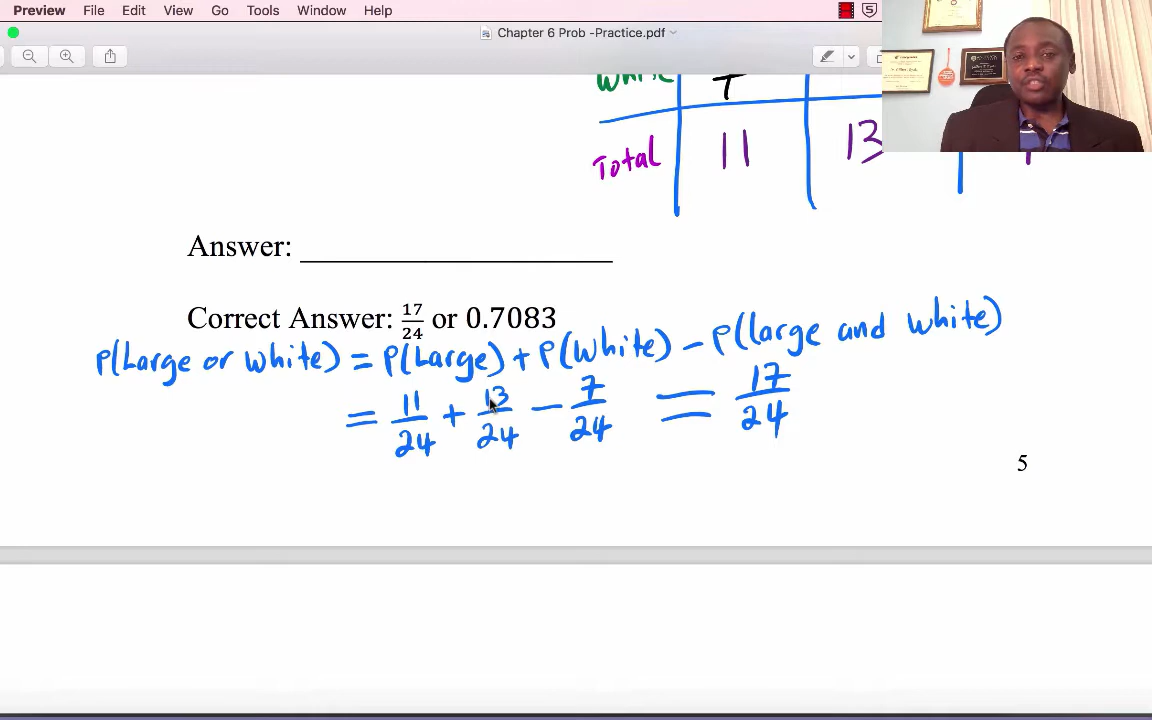 Preview File Edit View Go Tools Window Help
Chapter 6 Prob -Practice.pdf
White 7
Total 11 13
Answer: ____________________
Correct Answer: 17/24 or 0.7083
P(Large or white) = P(Large) + P(White) - P(large and white)
= 11/24 + 13/24 - 7/24 = 17/24
5